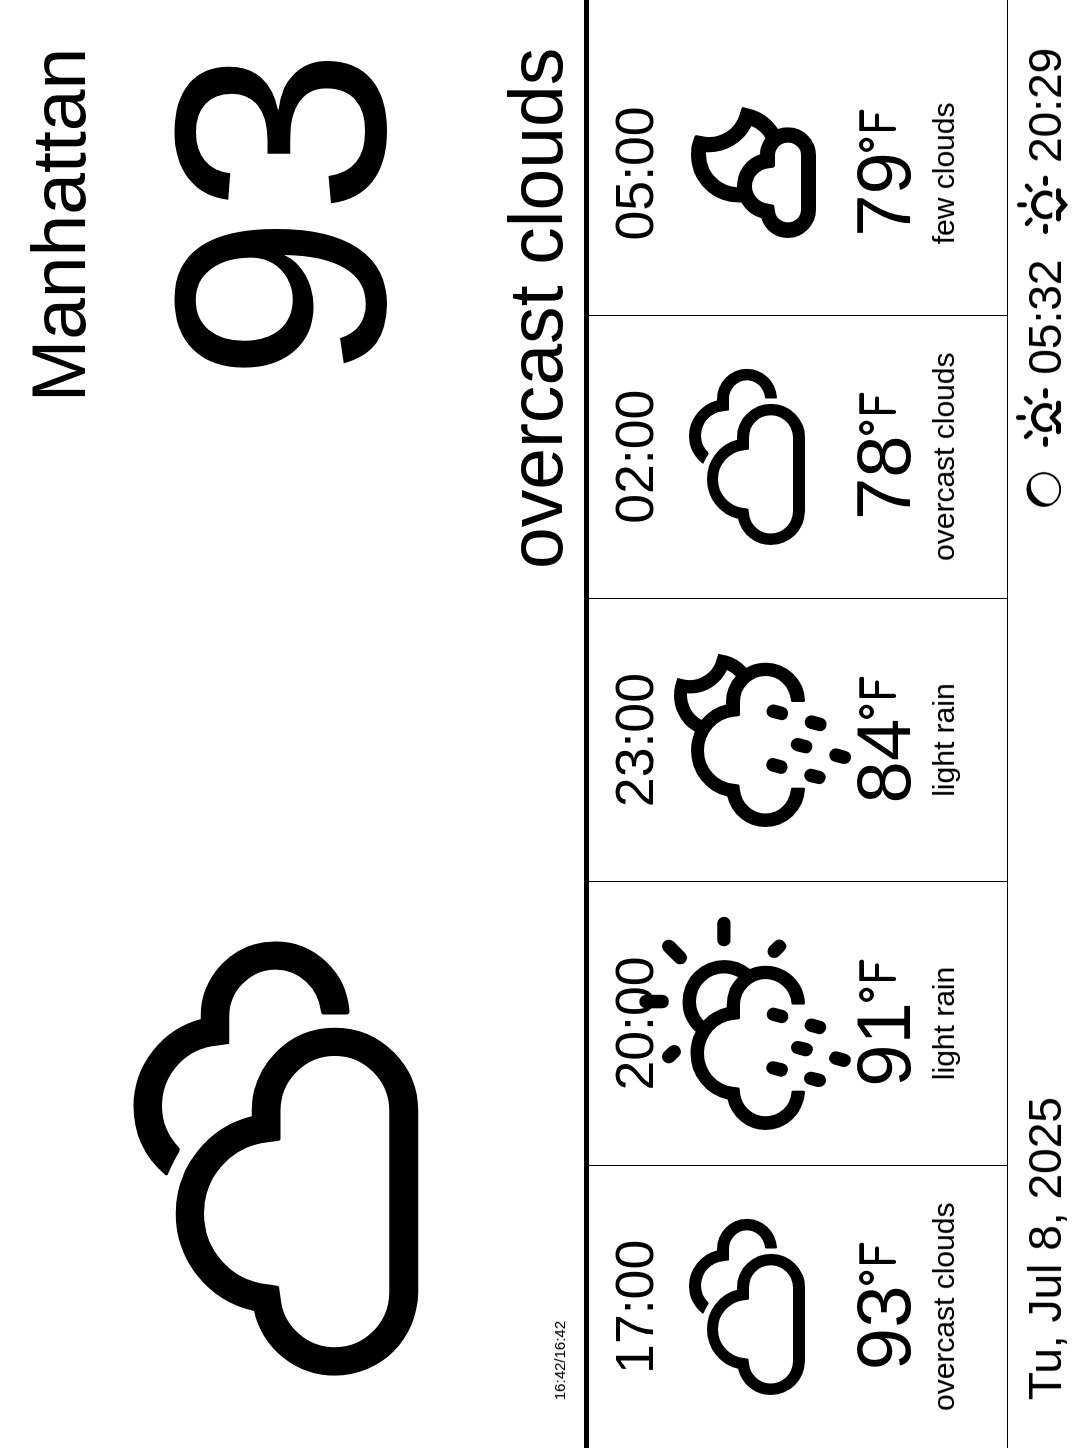 Manhattan
93
overcast clouds
16:42/16:42
17:00
93°F
overcast clouds
20:00
91°F
light rain
23:00
84°F
light rain
02:00
78°F
overcast clouds
05:00
79°F
few clouds
Tu, Jul 8, 2025
05:32
20:29